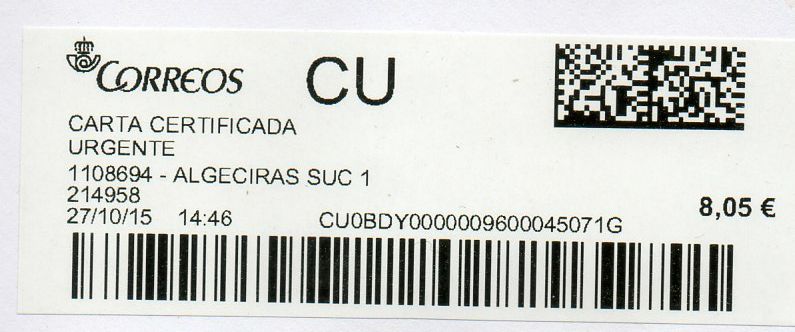 CORREOS CU
CARTA CERTIFICADA
URGENTE
1108694 - ALGECIRAS SUC 1
214958
8,05 €
27/10/15 14:46 CU0BDY0000009600045071G